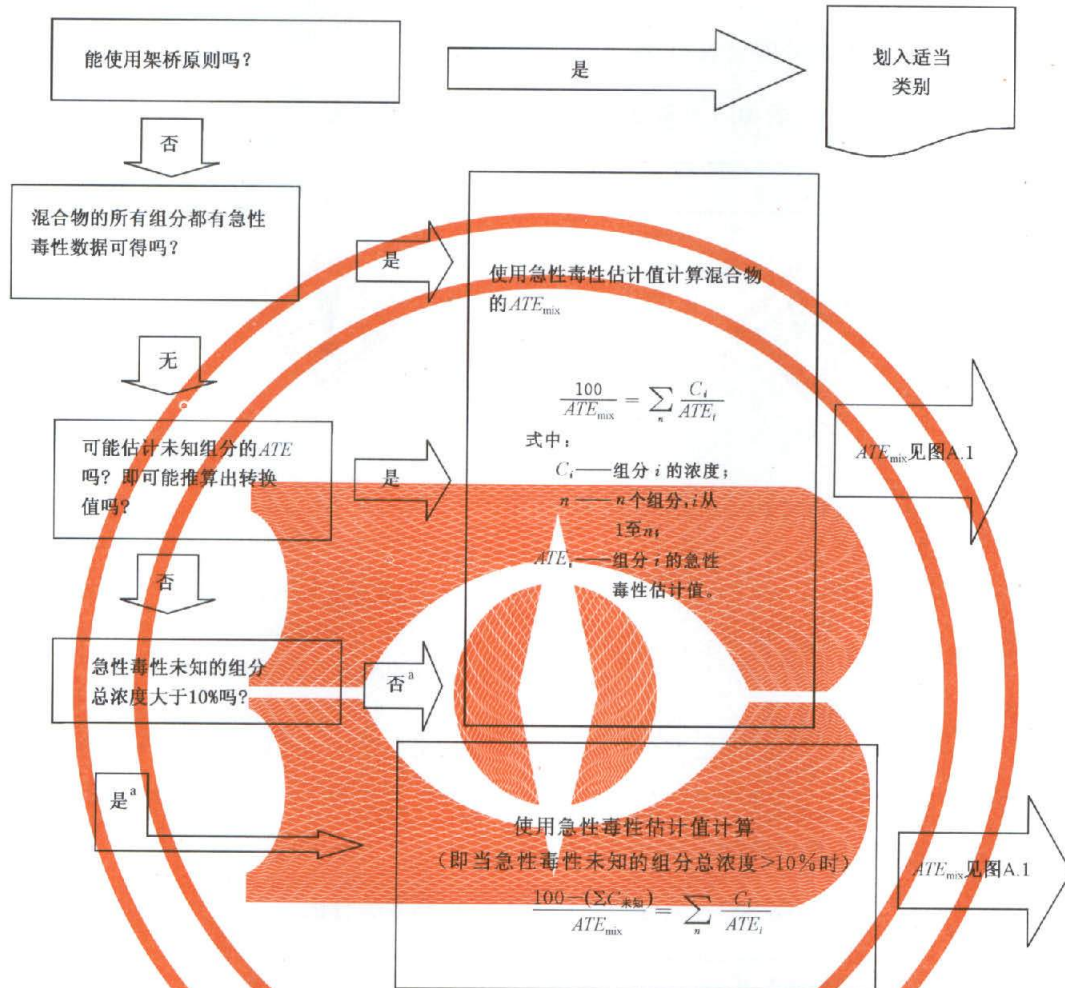 能使用架桥原则吗?
是
划入适当
类别
否
混合物的所有组分都有急性
毒性数据可得吗?
是
使用急性毒性估计值计算混合物
的ATEmix
无
100/ATEmix = ∑n Ci/ATEi
式中:
Ci——组分 i 的浓度;
n——n个组分,i从
1至n;
ATEi——组分 i 的急性
毒性估计值。
ATEmix见图A.1
可能估计未知组分的ATE
吗?即可能推算出转换
值吗?
是
否
急性毒性未知的组分
总浓度大于10%吗?
否a
是a
使用急性毒性估计值计算
(即当急性毒性未知的组分总浓度>10%时)
100-(∑C未知)/ATEmix = ∑n Ci/ATEi
ATEmix见图A.1